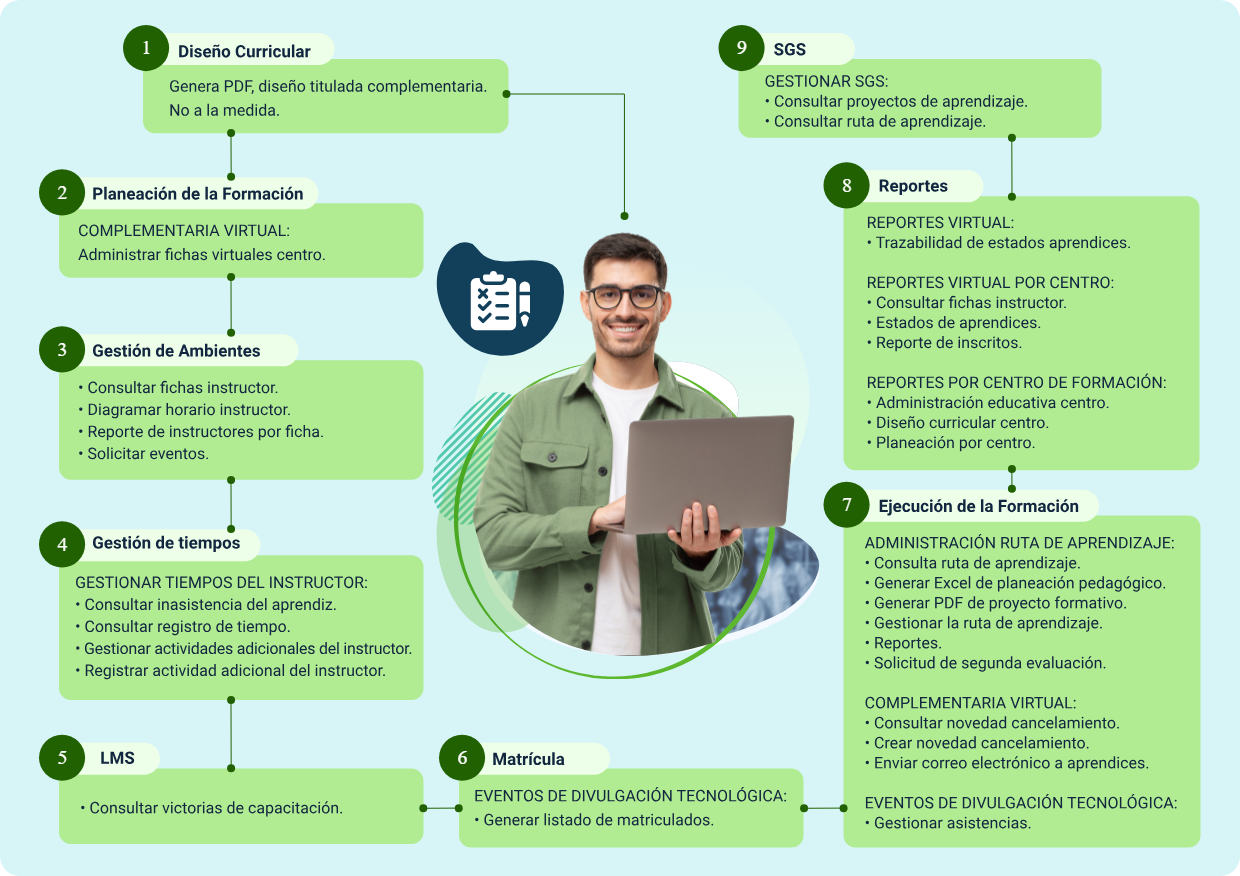 1
Diseño Curricular
Genera PDF, diseño titulada complementaria.
No a la medida.
2
Planeación de la Formación
COMPLEMENTARIA VIRTUAL:
Administrar fichas virtuales centro.
3
Gestión de Ambientes
• Consultar fichas instructor.
• Diagramar horario instructor.
• Reporte de instructores por ficha.
• Solicitar eventos.
4
Gestión de tiempos
GESTIONAR TIEMPOS DEL INSTRUCTOR:
• Consultar inasistencia del aprendiz.
• Consultar registro de tiempo.
• Gestionar actividades adicionales del instructor.
• Registrar actividad adicional del instructor.
5
LMS
• Consultar victorias de capacitación.
6
Matrícula
EVENTOS DE DIVULGACIÓN TECNOLÓGICA:
• Generar listado de matriculados.
7
Ejecución de la Formación
ADMINISTRACIÓN RUTA DE APRENDIZAJE:
• Consulta ruta de aprendizaje.
• Generar Excel de planeación pedagógico.
• Generar PDF de proyecto formativo.
• Gestionar la ruta de aprendizaje.
• Reportes.
• Solicitud de segunda evaluación.
COMPLEMENTARIA VIRTUAL:
• Consultar novedad cancelamiento.
• Crear novedad cancelamiento.
• Enviar correo electrónico a aprendices.
EVENTOS DE DIVULGACIÓN TECNOLÓGICA:
• Gestionar asistencias.
8
Reportes
REPORTES VIRTUAL:
• Trazabilidad de estados aprendices.
REPORTES VIRTUAL POR CENTRO:
• Consultar fichas instructor.
• Estados de aprendices.
• Reporte de inscritos.
REPORTES POR CENTRO DE FORMACIÓN:
• Administración educativa centro.
• Diseño curricular centro.
• Planeación por centro.
9
SGS
GESTIONAR SGS:
• Consultar proyectos de aprendizaje.
• Consultar ruta de aprendizaje.